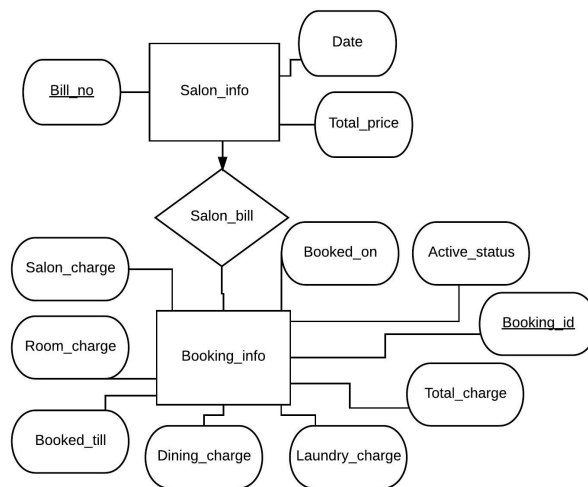 Date
Bill_no
Salon_info
Total_price
Salon_bill
Salon_charge
Booked_on
Active_status
Booking_id
Room_charge
Booking_info
Total_charge
Booked_till
Dining_charge
Laundry_charge